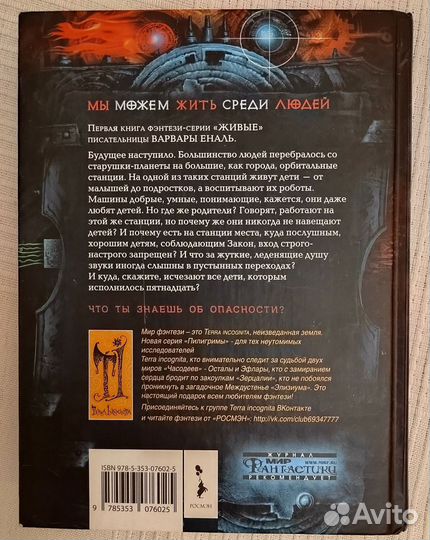 МЫ МОЖЕМ ЖИТЬ СРЕДИ ЛЮДЕЙ
Первая книга фэнтези-серии «ЖИВЫЕ»
писательницы ВАРВАРЫ ЕНАЛЬ.
Будущее наступило. Большинство людей перебралось со
старушки-планеты на большие, как города, орбитальные
станции. На одной из таких станций живут дети — от
малышей до подростков, а воспитывают их роботы.
Машины добрые, умные, понимающие, кажется, они даже
любят детей. Но где же родители? Говорят, работают на
этой же станции, но почему же они никогда не навещают
детей? И почему есть на станции места, куда послушным,
хорошим детям, соблюдающим Закон, вход строго-
настрого запрещен? И что за жуткие, леденящие душу
звуки иногда слышны в пустынных переходах?
И куда, скажите, исчезают все дети, которым
исполнилось пятнадцать?
ЧТО ТЫ ЗНАЕШЬ ОБ ОПАСНОСТИ?
Мир фэнтези – это Terra incognita, неизведанная земля.
Новая серия «Пилигримы» - для тех неутомимых
исследователей
Terra incognita, кто внимательно следит за судьбой двух
миров «Часодеев» - Осталы и Эфлары, кто с замиранием
сердца бродит по закоулкам «Зерцалии», кто не побоялся
проникнуть в загадочное Междустенье «Элизиума». Это
настоящий подарок всем любителям фэнтези!
Присоединяйтесь к группе Terra incognita ВКонтакте
и читайте фэнтези от «РОСМЭН»: http://vk.com/club69347777
Terra Incognita
ISBN 978-5-353-07602-5
9 785353 076025
РОСМЭН
ЖУРНАЛ
МИР
ФАНТАСТИКИ
РЕКОМЕНДУЕТ
Avito